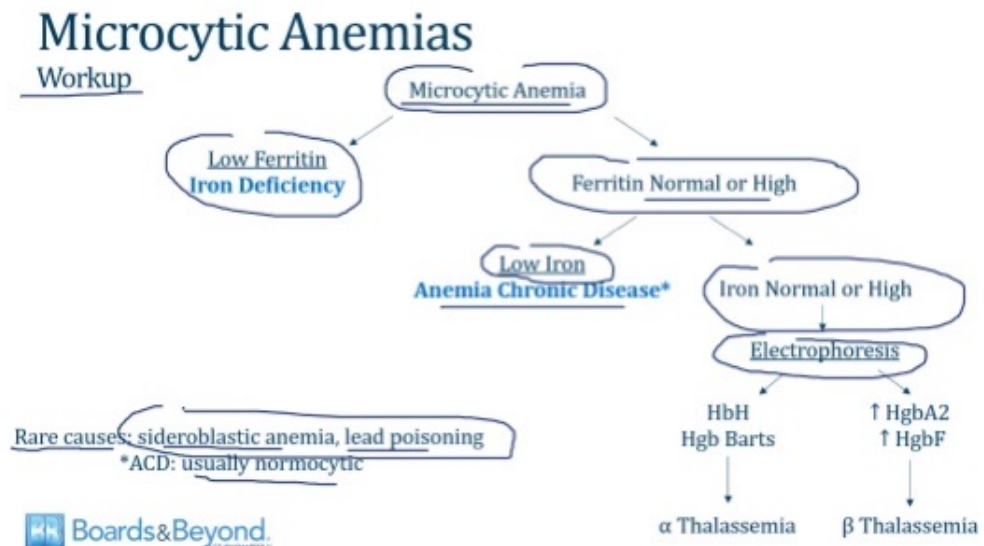 Microcytic Anemias
Workup
Microcytic Anemia
Low Ferritin
Iron Deficiency
Ferritin Normal or High
Low Iron
Anemia Chronic Disease*
Iron Normal or High
Electrophoresis
HbH
Hgb Barts
↑ HgbA2
↑ HgbF
α Thalassemia
β Thalassemia
Rare causes: sideroblastic anemia, lead poisoning
*ACD: usually normocytic
Boards&Beyond.